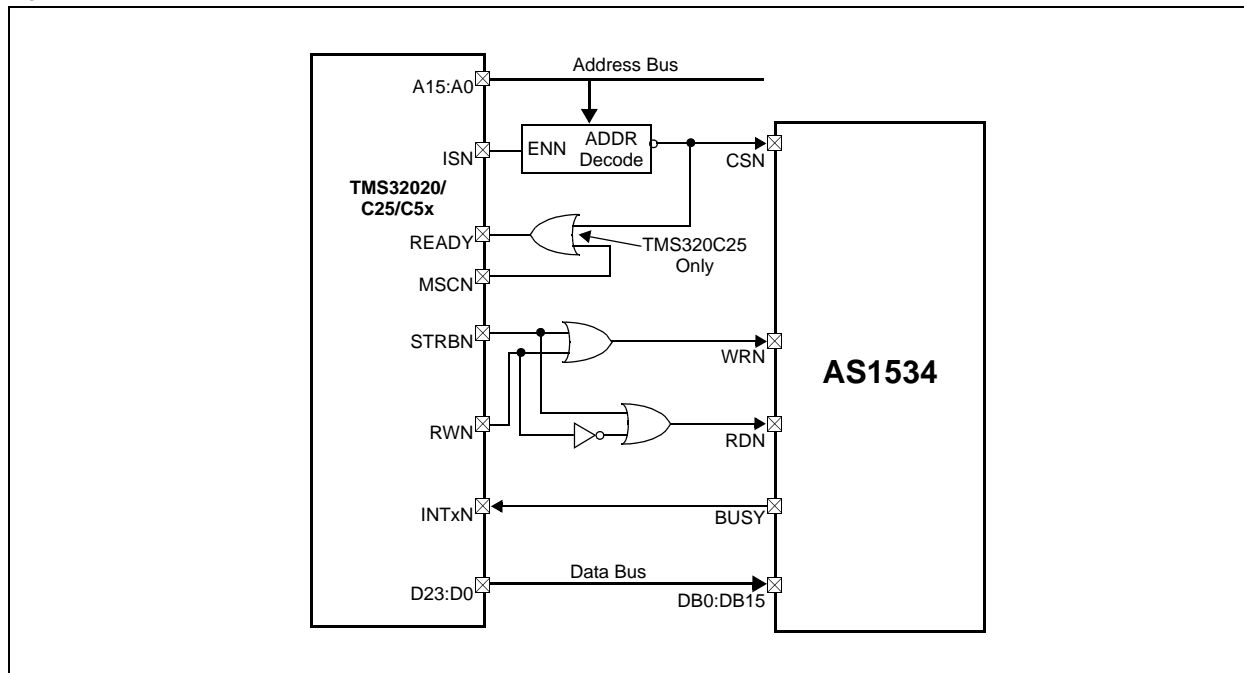 Address Bus
A15:A0
ENN
ADDR
Decode
ISN
CSN
TMS32020/
C25/C5x
READY
TMS320C25
Only
MSCN
STRBN
WRN
AS1534
RWN
RDN
INTxN
BUSY
Data Bus
D23:D0
DB0:DB15